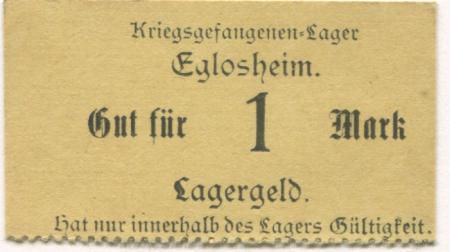 Kriegsgefangenen-Lager
Eglosheim.
Gut für 1 Mark
Lagergeld.
Hat nur innerhalb des Lagers Gültigkeit.